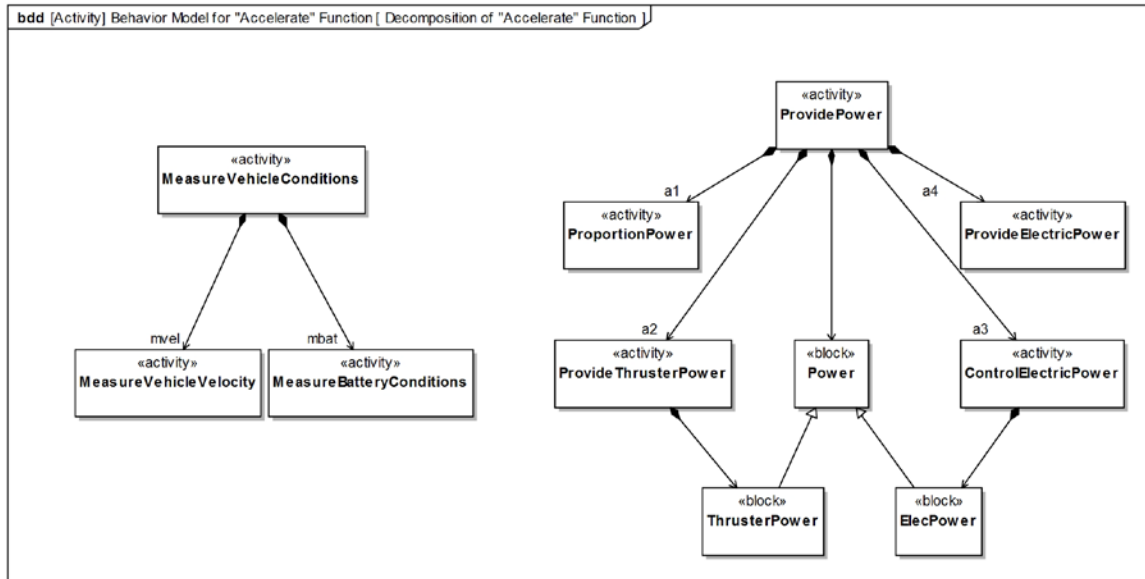 bdd [Activity] Behavior Model for "Accelerate" Function [ Decomposition of "Accelerate" Function ]
«activity»
ProvidePower
«activity»
MeasureVehicleConditions
a1
a4
«activity»
ProportionPower
«activity»
ProvideElectricPower
mvel
mbat
a2
a3
«activity»
MeasureVehicleVelocity
«activity»
MeasureBatteryConditions
«activity»
ProvideThrusterPower
«block»
Power
«activity»
ControlElectricPower
«block»
ThrusterPower
«block»
ElecPower